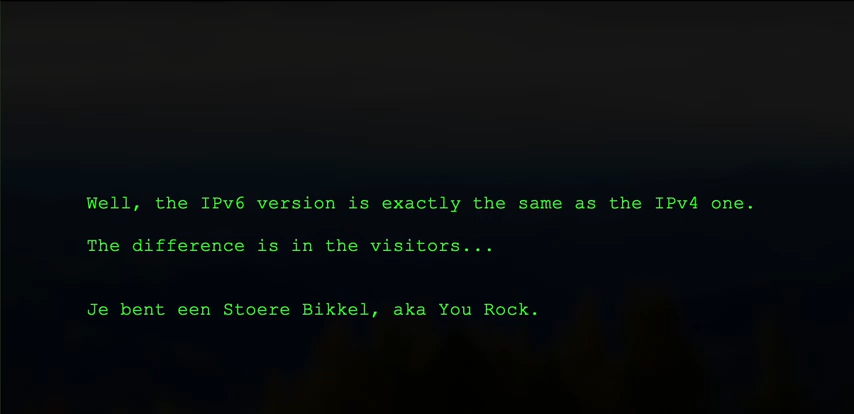 Well, the IPv6 version is exactly the same as the IPv4 one.
The difference is in the visitors...
Je bent een Stoere Bikkel, aka You Rock.